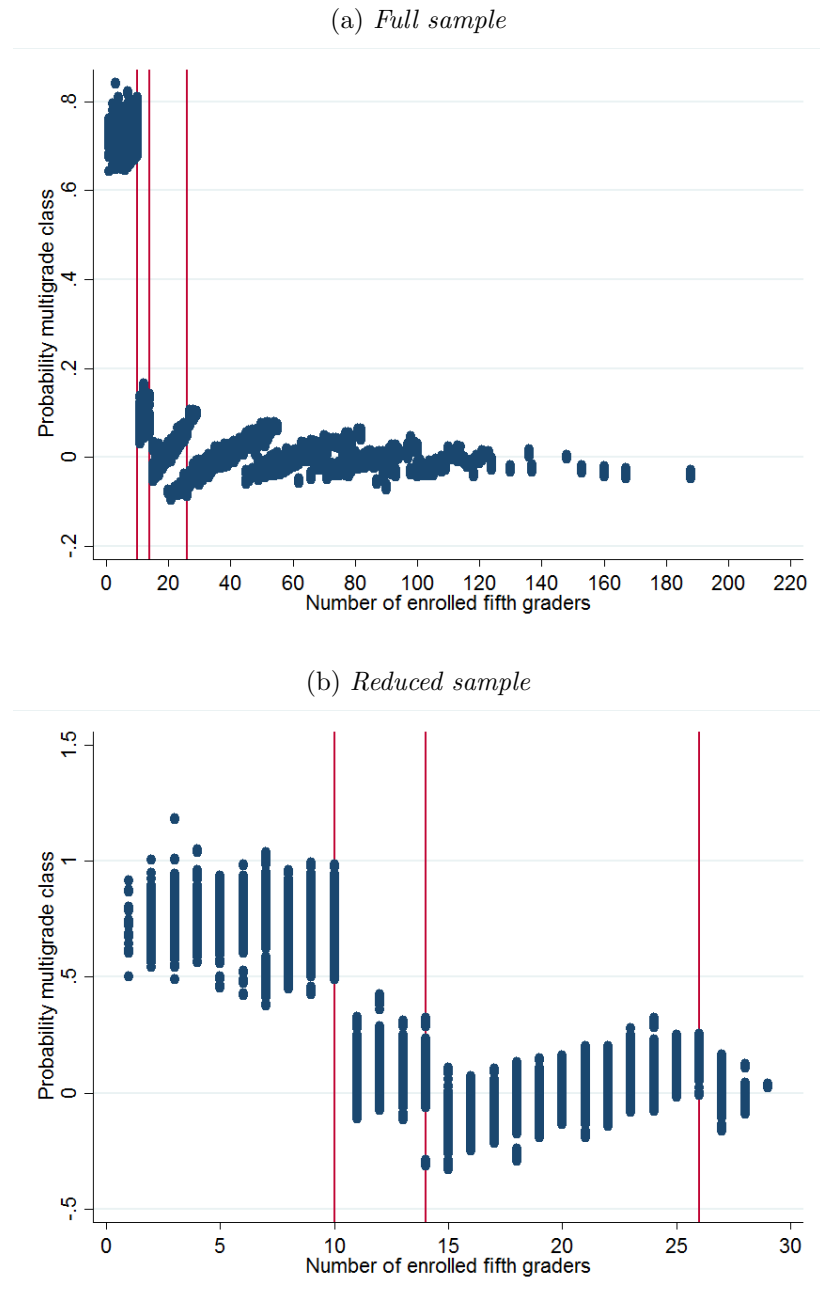 (a) Full sample
Probability multigrade class
.8
.6
.4
.2
0
-.2
0 20 40 60 80 100 120 140 160 180 200 220
Number of enrolled fifth graders
(b) Reduced sample
Probability multigrade class
1.5
1
.5
0
-.5
0 5 10 15 20 25 30
Number of enrolled fifth graders